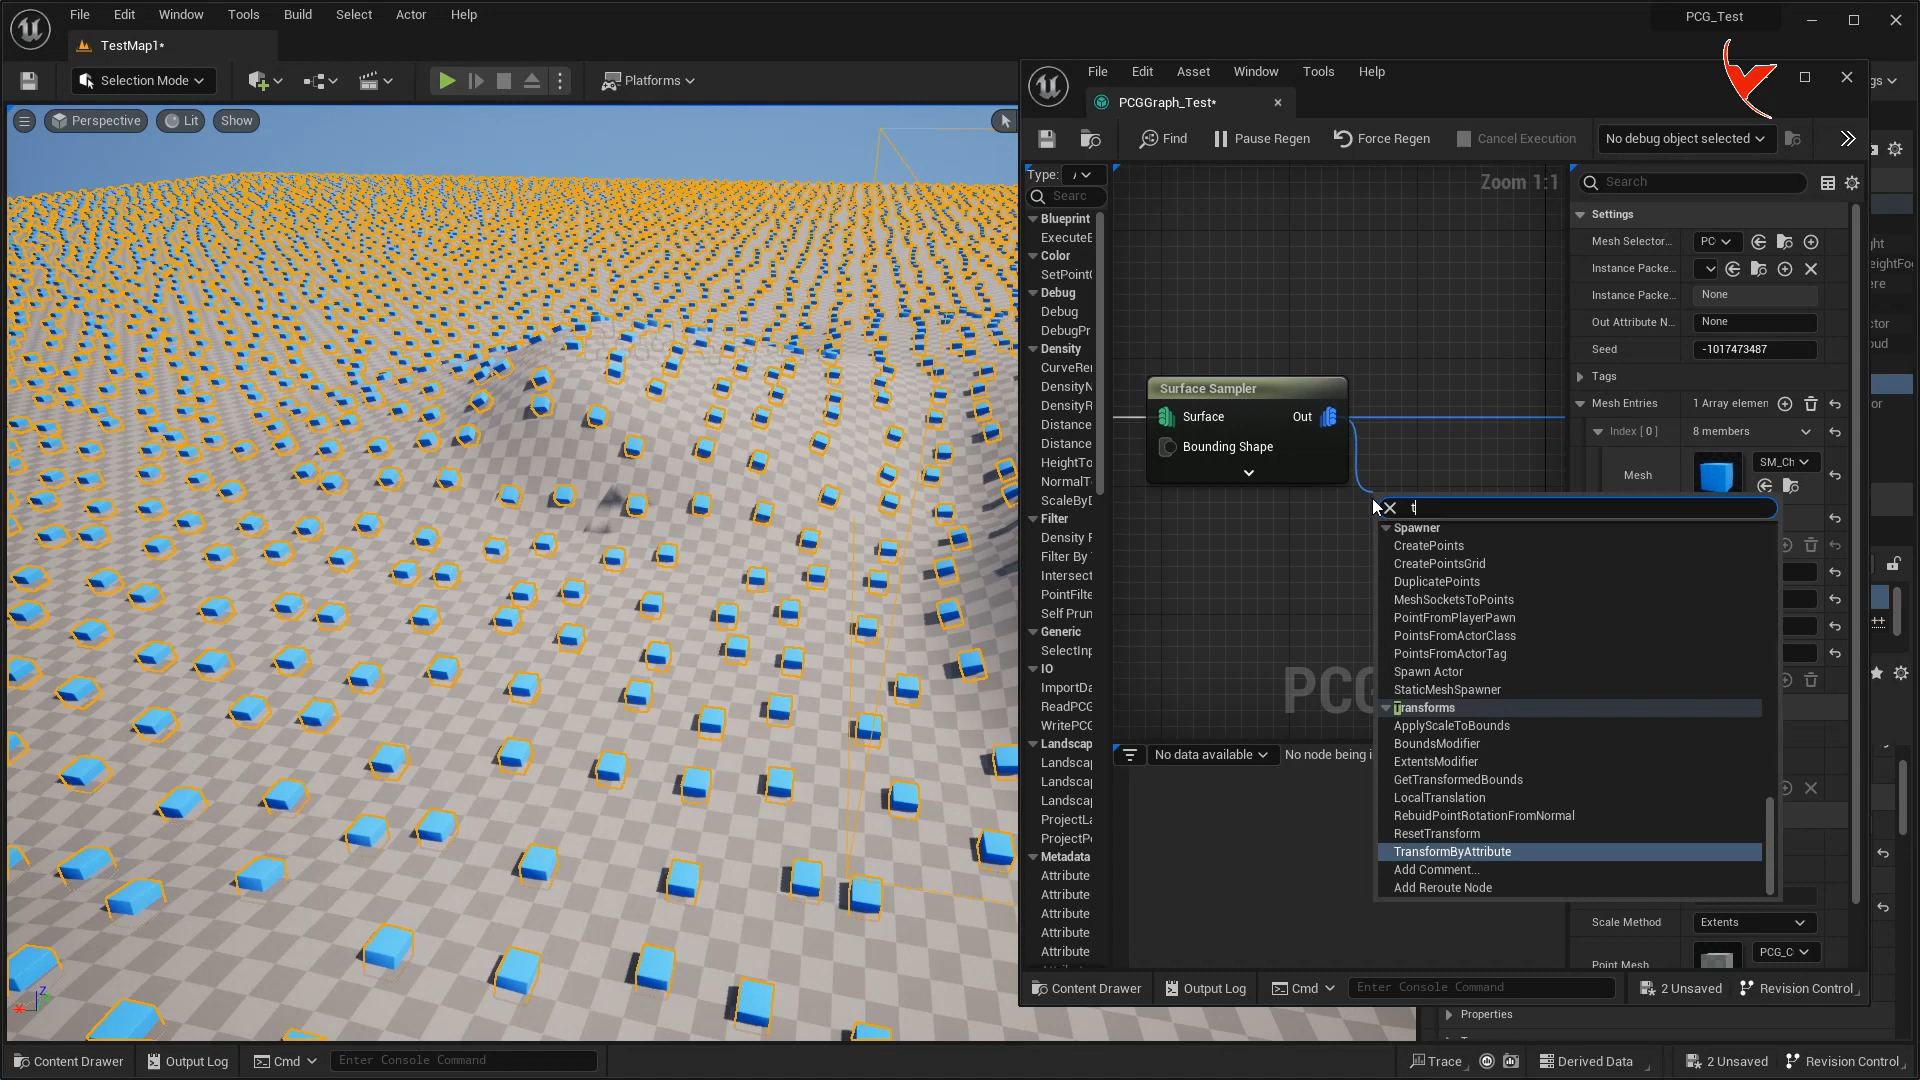 File Edit Window Tools Build Select Actor Help
PCG_Test
TestMap1*
Selection Mode
Platforms
Perspective
Lit
Show
File Edit Asset Window Tools Help
PCGGraph_Test*
Find
Pause Regen
Force Regen
Cancel Execution
No debug object selected
Type:
Searc
Zoom 1:1
Search
Blueprint
ExecuteB
Color
SetPoint
Debug
Debug
DebugPr
Density
CurveRe
DensityN
DensityR
Distance
Distance
HeightTo
NormalT
ScaleByD
Filter
Density F
Filter By
Intersect
PointFilte
Self Prun
Generic
SelectInp
IO
ImportDa
ReadPCG
WritePCG
Landscap
Landscap
Landscap
Landscap
ProjectLa
ProjectPo
Metadata
Attribute
Attribute
Attribute
Attribute
Attribute
Surface Sampler
Surface
Out
Bounding Shape
PCG
t
Spawner
CreatePoints
CreatePointsGrid
DuplicatePoints
MeshSocketsToPoints
PointFromPlayerPawn
PointsFromActorClass
PointsFromActorTag
Spawn Actor
StaticMeshSpawner
Transforms
ApplyScaleToBounds
BoundsModifier
ExtentsModifier
GetTransformedBounds
LocalTranslation
RebuidPointRotationFromNormal
ResetTransform
TransformByAttribute
Add Comment...
Add Reroute Node
No data available
No node being i
Settings
Mesh Selector...
PC
Instance Packe...
Instance Packe...
None
Out Attribute N...
None
Seed
-1017473487
Tags
Mesh Entries
1 Array elemen
Index [ 0 ]
8 members
Mesh
SM_Ch
Scale Method
Extents
Point Mesh
PCG_C
Content Drawer
Output Log
Cmd
Enter Console Command
2 Unsaved
Revision Control
Properties
Content Drawer
Output Log
Cmd
Enter Console Command
Trace
Derived Data
2 Unsaved
Revision Control